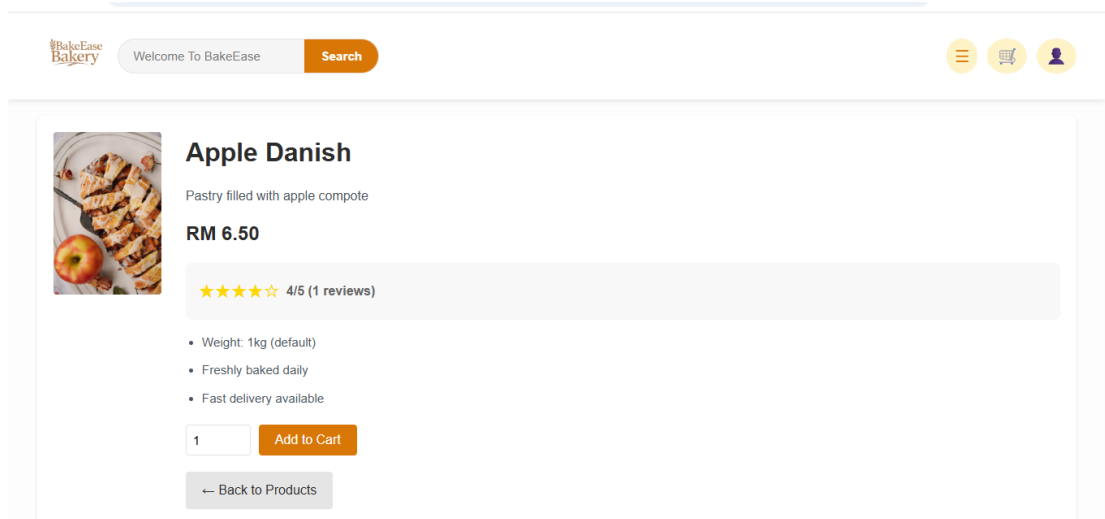 BakeEase
Bakery
Welcome To BakeEase
Search
Apple Danish
Pastry filled with apple compote
RM 6.50
★★★★☆ 4/5 (1 reviews)
• Weight: 1kg (default)
• Freshly baked daily
• Fast delivery available
1
Add to Cart
← Back to Products